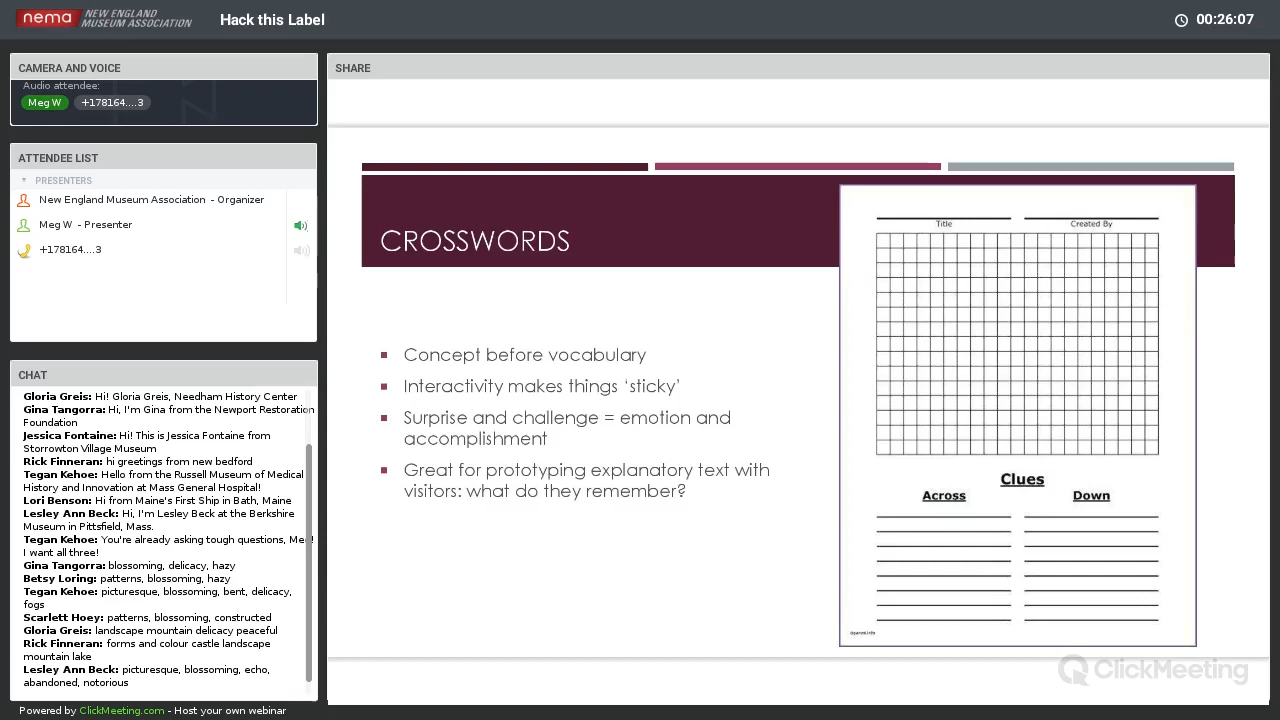 nema NEW ENGLAND
MUSEUM ASSOCIATION
Hack this Label
00:26:07
CAMERA AND VOICE
Audio attendee:
Meg W
+178164....3
ATTENDEE LIST
PRESENTERS
New England Museum Association - Organizer
Meg W - Presenter
+178164....3
CHAT
Gloria Greis: Hi! Gloria Greis, Needham History Center
Gina Tangorra: Hi, I'm Gina from the Newport Restoration
Foundation
Jessica Fontaine: Hi! This is Jessica Fontaine from
Storrowton Village Museum
Rick Finneran: hi greetings from new bedford
Tegan Kehoe: Hello from the Russell Museum of Medical
History and Innovation at Mass General Hospital!
Lori Benson: Hi from Maine's First Ship in Bath, Maine
Lesley Ann Beck: Hi, I'm Lesley Beck at the Berkshire
Museum in Pittsfield, Mass.
Tegan Kehoe: You're already asking tough questions, Meg!
I want all three!
Gina Tangorra: blossoming, delicacy, hazy
Betsy Loring: patterns, blossoming, hazy
Tegan Kehoe: picturesque, blossoming, bent, delicacy,
fogs
Scarlett Hoey: patterns, blossoming, constructed
Gloria Greis: landscape mountain delicacy peaceful
Rick Finneran: forms and colour castle landscape
mountain lake
Lesley Ann Beck: picturesque, blossoming, echo,
abandoned, notorious
Powered by ClickMeeting.com - Host your own webinar
SHARE
CROSSWORDS
Concept before vocabulary
Interactivity makes things ‘sticky’
Surprise and challenge = emotion and
accomplishment
Great for prototyping explanatory text with
visitors: what do they remember?
Title
Created By
Clues
Across
Down
ClickMeeting